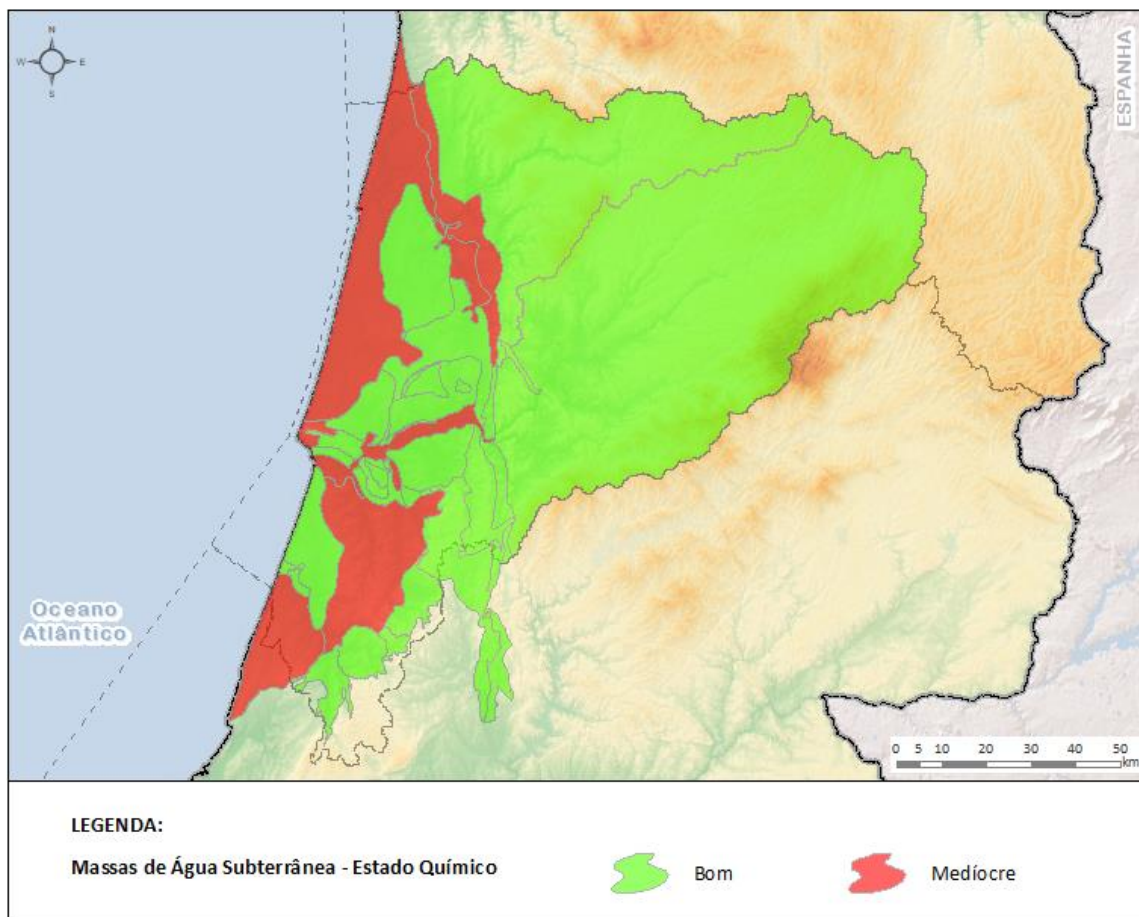 N
W E
S
ESPANHA
Oceano
Atlântico
0 5 10 20 30 40 50
km
LEGENDA:
Massas de Água Subterrânea - Estado Químico
Bom
Medíocre